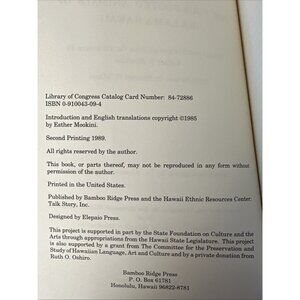 Library of Congress Catalog Card Number: 84-72886
ISBN 0-910043-09-4
Introduction and English translations copyright ©1985
by Esther Mookini.
Second Printing 1989.
All rights reserved by the author.
This book, or parts thereof, may not be reproduced in any form without
permission of the author.
Printed in the United States.
Published by Bamboo Ridge Press and the Hawaii Ethnic Resources Center:
Talk Story, Inc.
Designed by Elepaio Press.
This project is supported in part by the State Foundation on Culture and the
Arts through appropriations from the Hawaii State Legislature. This project
is also supported by a grant from The Committee for the Preservation and
Study of Hawaiian Language, Art and Culture and by a private donation from
Ruth O. Oshiro.
Bamboo Ridge Press
P. O. Box 61781
Honolulu, Hawaii 96822-8781